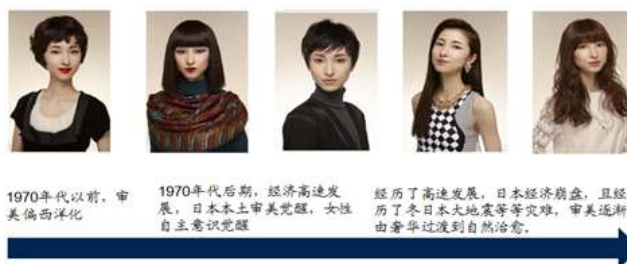 1970年代以前，审
美偏西洋化
1970年代后期，经济高速发
展，日本本土审美觉醒，女性
自主意识觉醒
经历了高速发展，日本经济崩盘，且经
历了冬日本大地震等等灾难，审美逐渐
由奢华过渡到自然治愈。